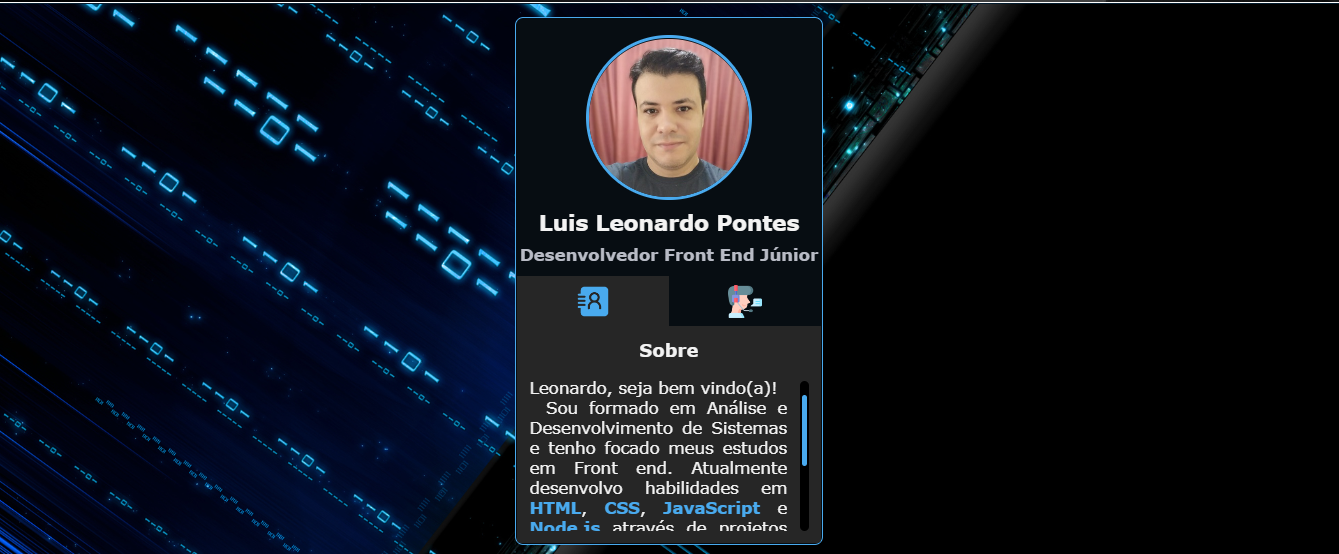 Luis Leonardo Pontes
Desenvolvedor Front End Júnior
Sobre
Leonardo, seja bem vindo(a)!
Sou formado em Análise e
Desenvolvimento de Sistemas
e tenho focado meus estudos
em Front end. Atualmente
desenvolvo habilidades em
HTML, CSS, JavaScript e
Node.js através de projetos